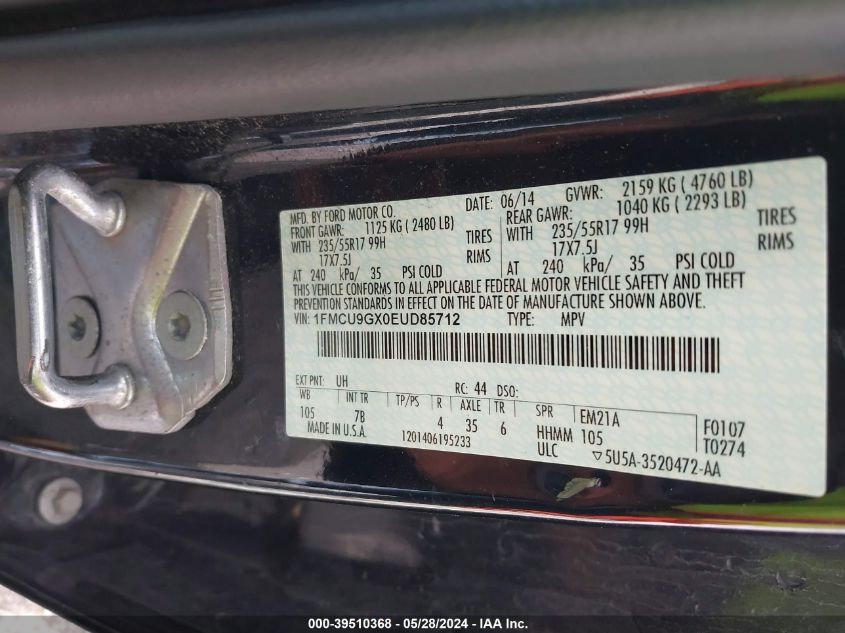 MFD. BY FORD MOTOR CO.
DATE: 06/14 GVWR: 2159 KG ( 4760 LB)
FRONT GAWR: 1125 KG ( 2480 LB)
REAR GAWR: 1040 KG ( 2293 LB)
WITH 235/55R17 99H TIRES
WITH 235/55R17 99H TIRES
17X7.5J RIMS
17X7.5J RIMS
AT 240 kPa/ 35 PSI COLD
AT 240 kPa/ 35 PSI COLD
THIS VEHICLE CONFORMS TO ALL APPLICABLE FEDERAL MOTOR VEHICLE SAFETY AND THEFT
PREVENTION STANDARDS IN EFFECT ON THE DATE OF MANUFACTURE SHOWN ABOVE.
VIN: 1FMCU9GX0EUD85712 TYPE: MPV
EXT PNT: UH RC: 44 DSO:
WB INT TR TP/PS R AXLE TR SPR EM21A
105 7B 4 35 6 HHMM 105 F0107
MADE IN U.S.A. 1201406195233 ULC ▽5U5A-3520472-AA T0274
000-39510368 - 05/28/2024 - IAA Inc.